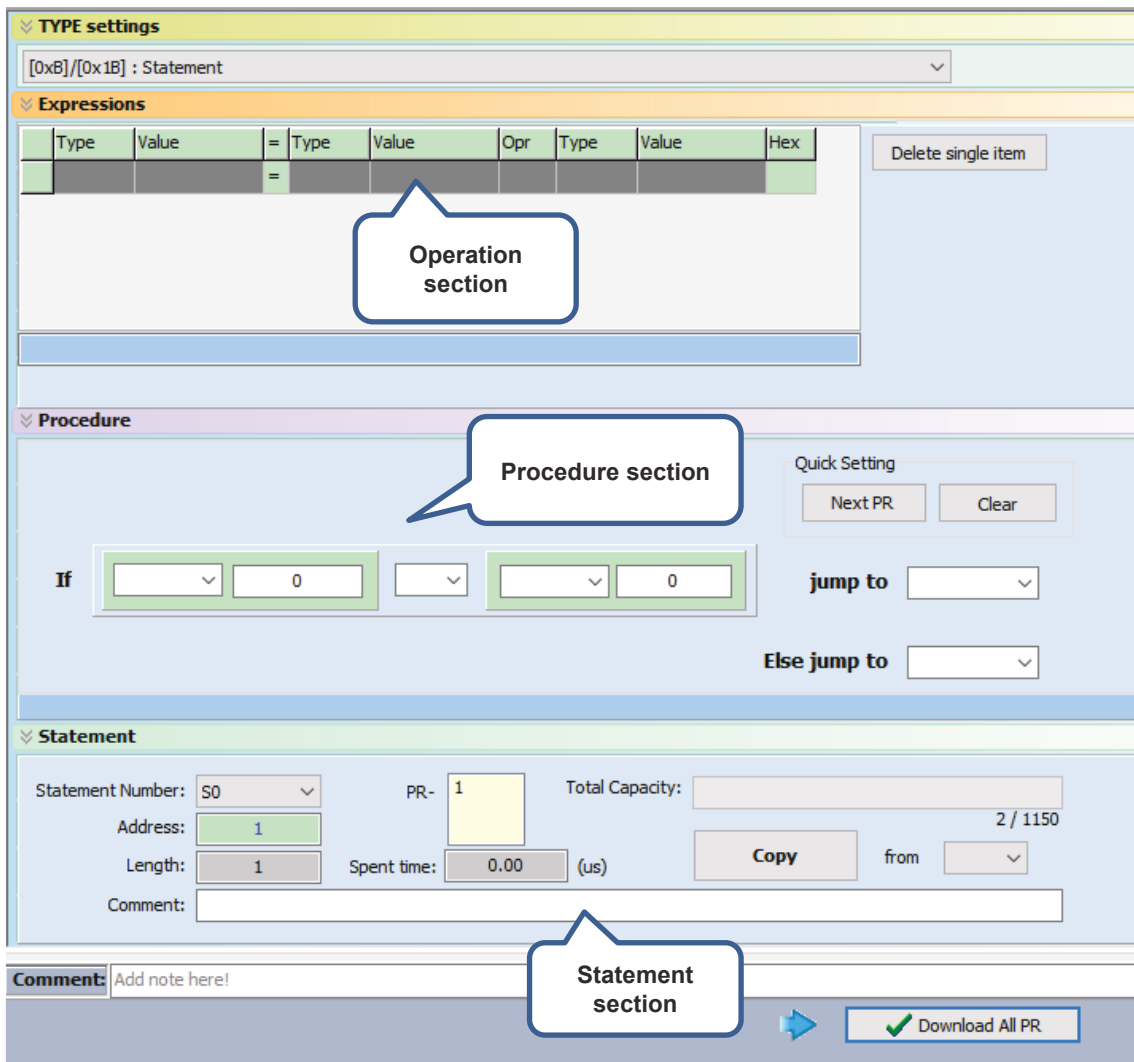 TYPE settings
[0xB]/[0x1B] : Statement
Expressions
Type Value = Type Value Opr Type Value Hex
=
Delete single item
Operation
section
Procedure
Procedure section
Quick Setting
Next PR Clear
If 0 0 jump to
Else jump to
Statement
Statement Number: S0 PR- 1 Total Capacity:
2 / 1150
Address: 1
Length: 1 Spent time: 0.00 (us) Copy from
Comment:
Statement
section
Comment: Add note here!
Download All PR